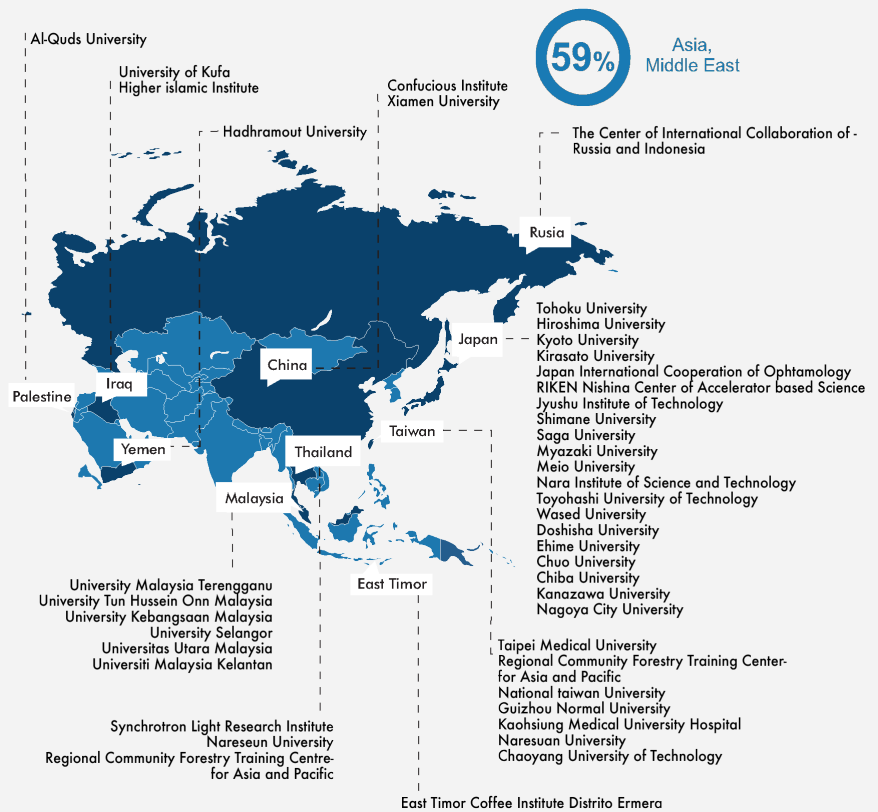 Al-Quds University
59%
Asia,
Middle East
University of Kufa
Higher islamic Institute
Confucious Institute
Xiamen University
Hadhramout University
The Center of International Collaboration of -
Russia and Indonesia
Rusia
Japan
China
Iraq
Palestine
Taiwan
Yemen
Thailand
Malaysia
East Timor
Tohoku University
Hiroshima University
Kyoto University
Kirasato University
Japan International Cooperation of Ophtamology
RIKEN Nishina Center of Accelerator based Science
Jyushu Institute of Technology
Shimane University
Saga University
Myazaki University
Meio University
Nara Institute of Science and Technology
Toyohashi University of Technology
Wased University
Doshisha University
Ehime University
Chuo University
Chiba University
Kanazawa University
Nagoya City University
University Malaysia Terengganu
University Tun Hussein Onn Malaysia
University Kebangsaan Malaysia
University Selangor
Universitas Utara Malaysia
Universiti Malaysia Kelantan
Taipei Medical University
Regional Community Forestry Training Center-
for Asia and Pacific
National taiwan University
Guizhou Normal University
Kaohsiung Medical University Hospital
Naresuan University
Chaoyang University of Technology
Synchrotron Light Research Institute
Nareseun University
Regional Community Forestry Training Centre-
for Asia and Pacific
East Timor Coffee Institute Distrito Ermera